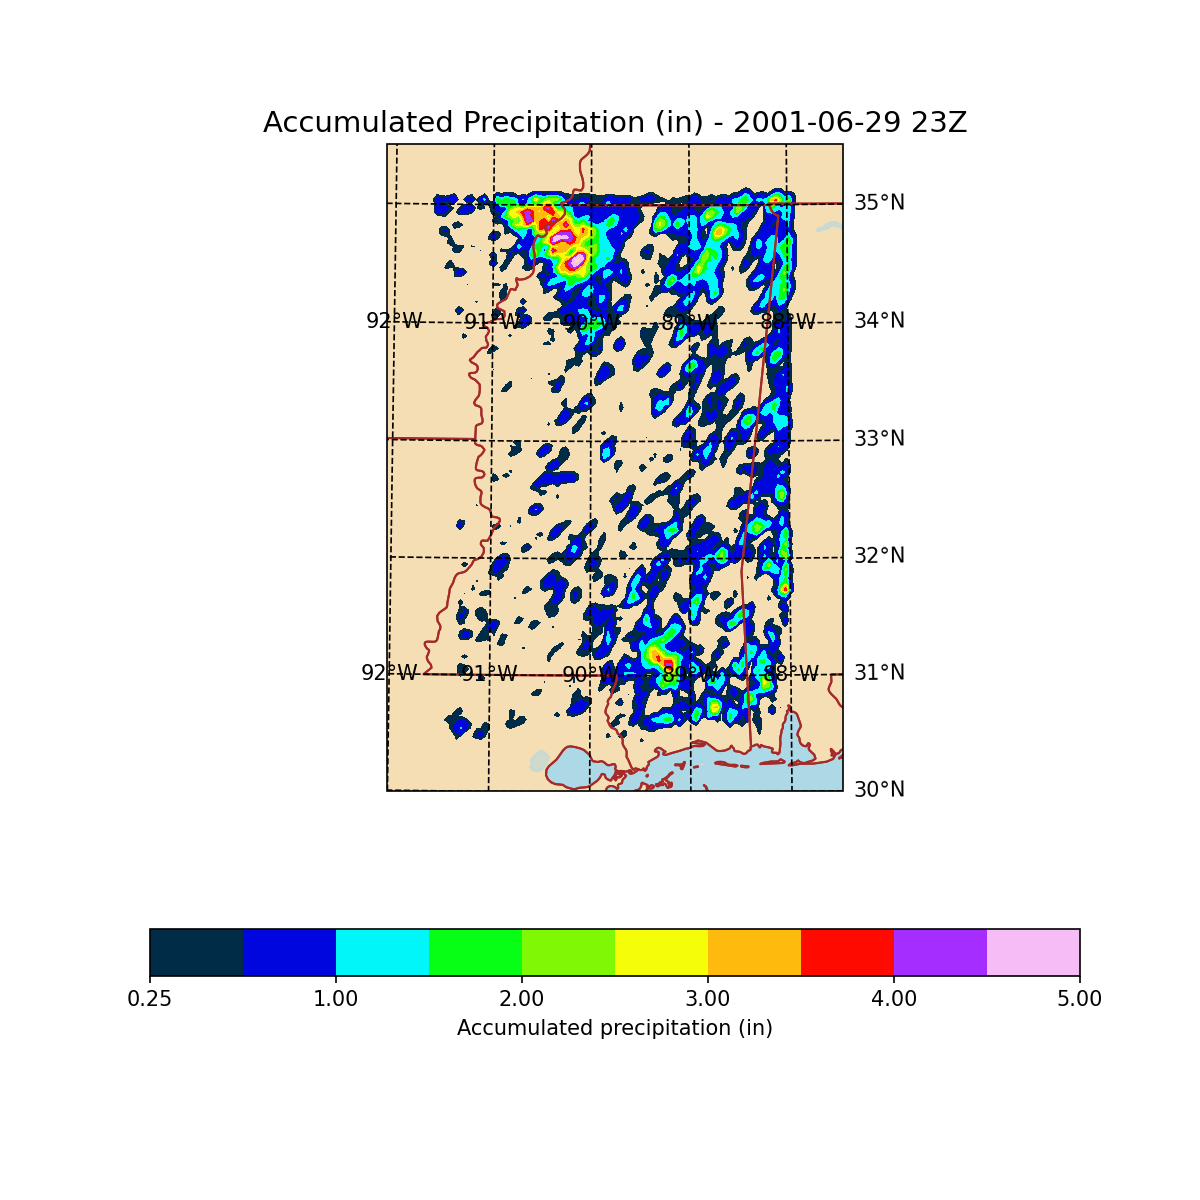 Accumulated Precipitation (in) - 2001-06-29 23Z
35°N
92°W 91°W 90°W 89°W 88°W 34°N
33°N
32°N
92°W 91°W 90°W 89°W 88°W 31°N
30°N
0.25 1.00 2.00 3.00 4.00 5.00
Accumulated precipitation (in)